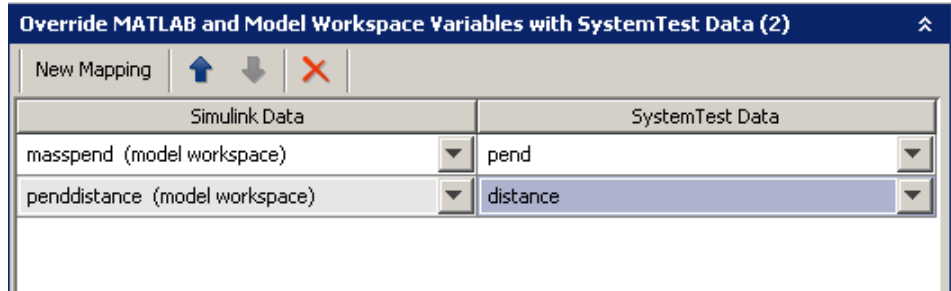 Override MATLAB and Model Workspace Variables with SystemTest Data (2)
New Mapping
Simulink Data SystemTest Data
masspend (model workspace) pend
penddistance (model workspace) distance